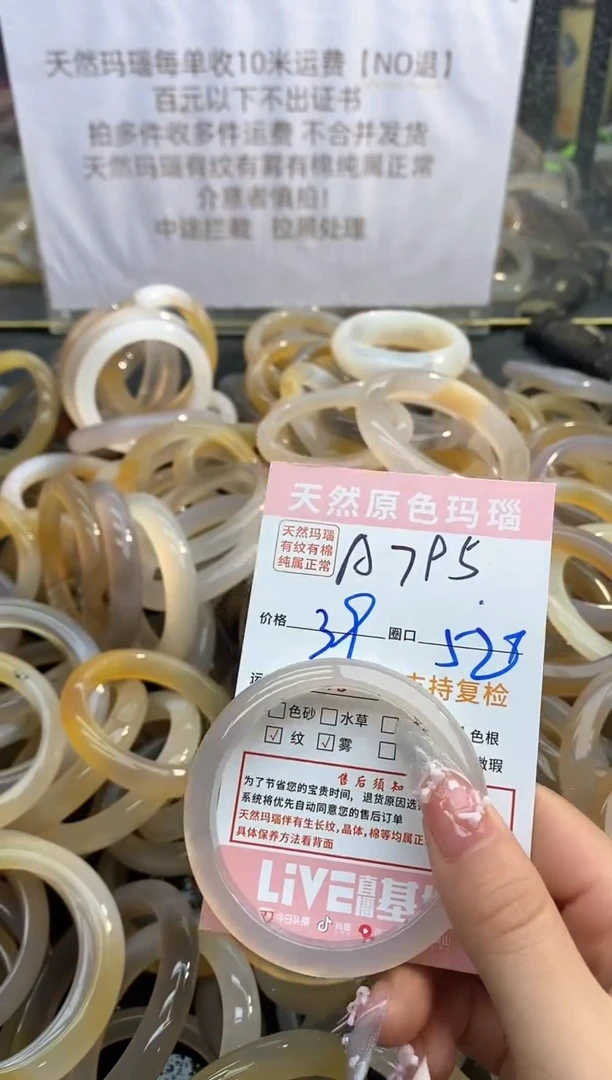 天然玛瑙每单收10米运费【NO退】
百元以下不出证书
拍多件收多件运费 不合并发货
天然玛瑙有纹有雾有棉纯属正常
介意者慎拍！
中途拦截 拉黑处理
天然原色玛瑙
天然玛瑙
有纹有棉
纯属正常
A7P5
价格 39 圈口
持复检
色砂 水草 色根
纹 雾
售后须知
为了节省您的宝贵时间，退货原因选
系统将优先自动同意您的售后订单
天然玛瑙伴有生长纹，晶体，棉等均属正
具体保养方法看背面
LiVE 直播基
今日头条 抖音